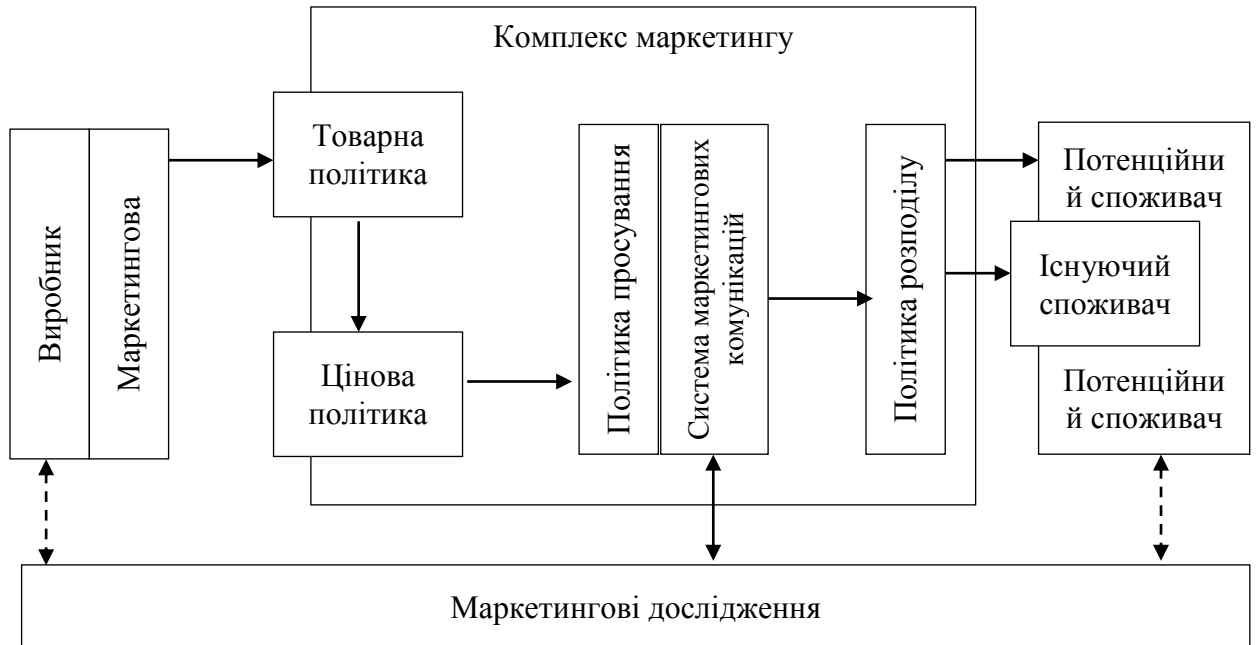 Комплекс маркетингу
Виробник
Маркетингова
Товарна
політика
Цінова
політика
Політика просування
Система маркетингових
комунікацій
Політика розподілу
Потенційни
й споживач
Існуючий
споживач
Потенційни
й споживач
Маркетингові дослідження